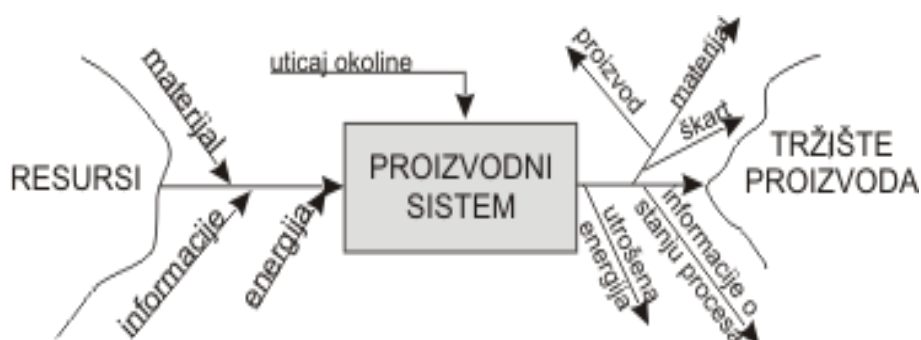 RESURSI
materijal
informacije
energija
uticaj okoline
PROIZVODNI
SISTEM
proizvod
materijal
škart
utrošena
energija
informacije o
stanju procesa
TRŽIŠTE
PROIZVODA